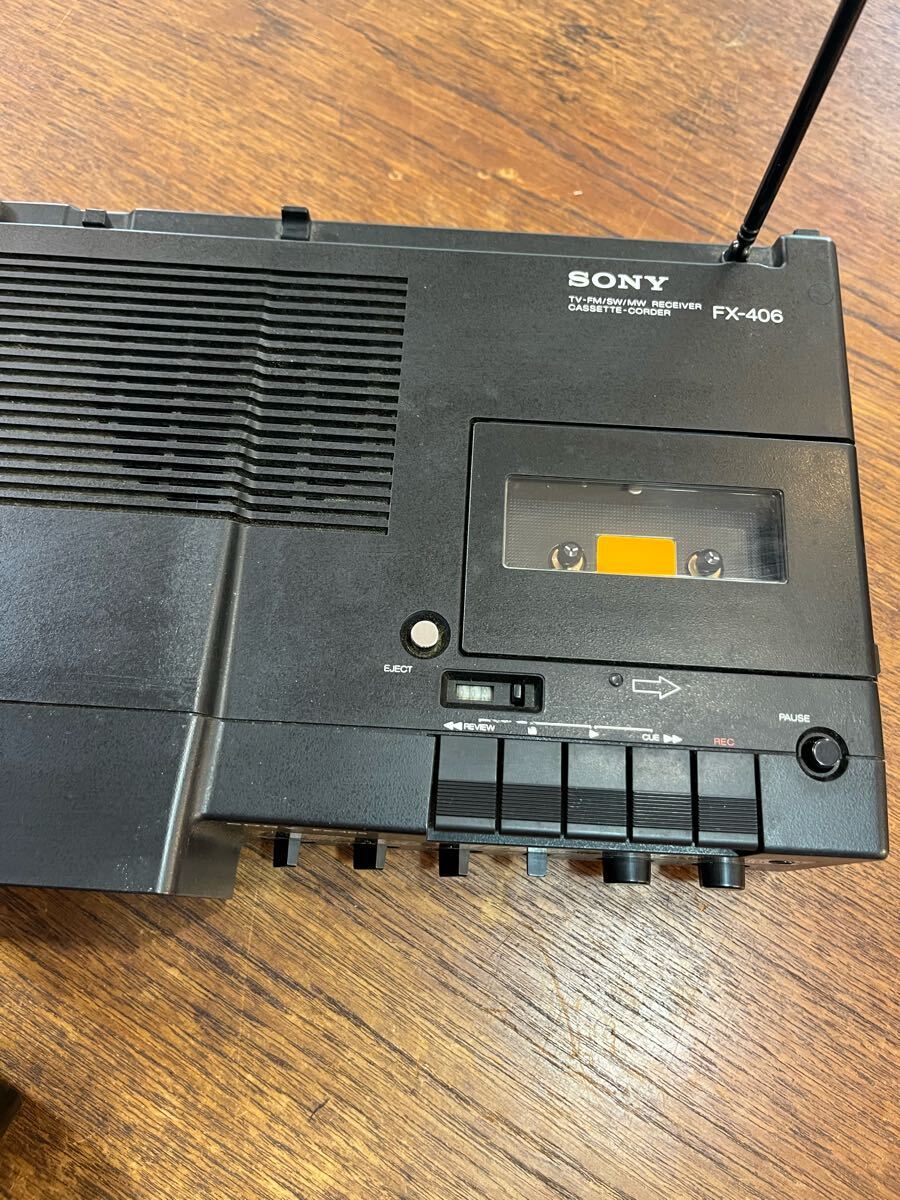 SONY
TV-FM/SW/MW RECEIVER
CASSETTE-CORDER FX-406
EJECT
PAUSE
REVIEW
CUE
REC